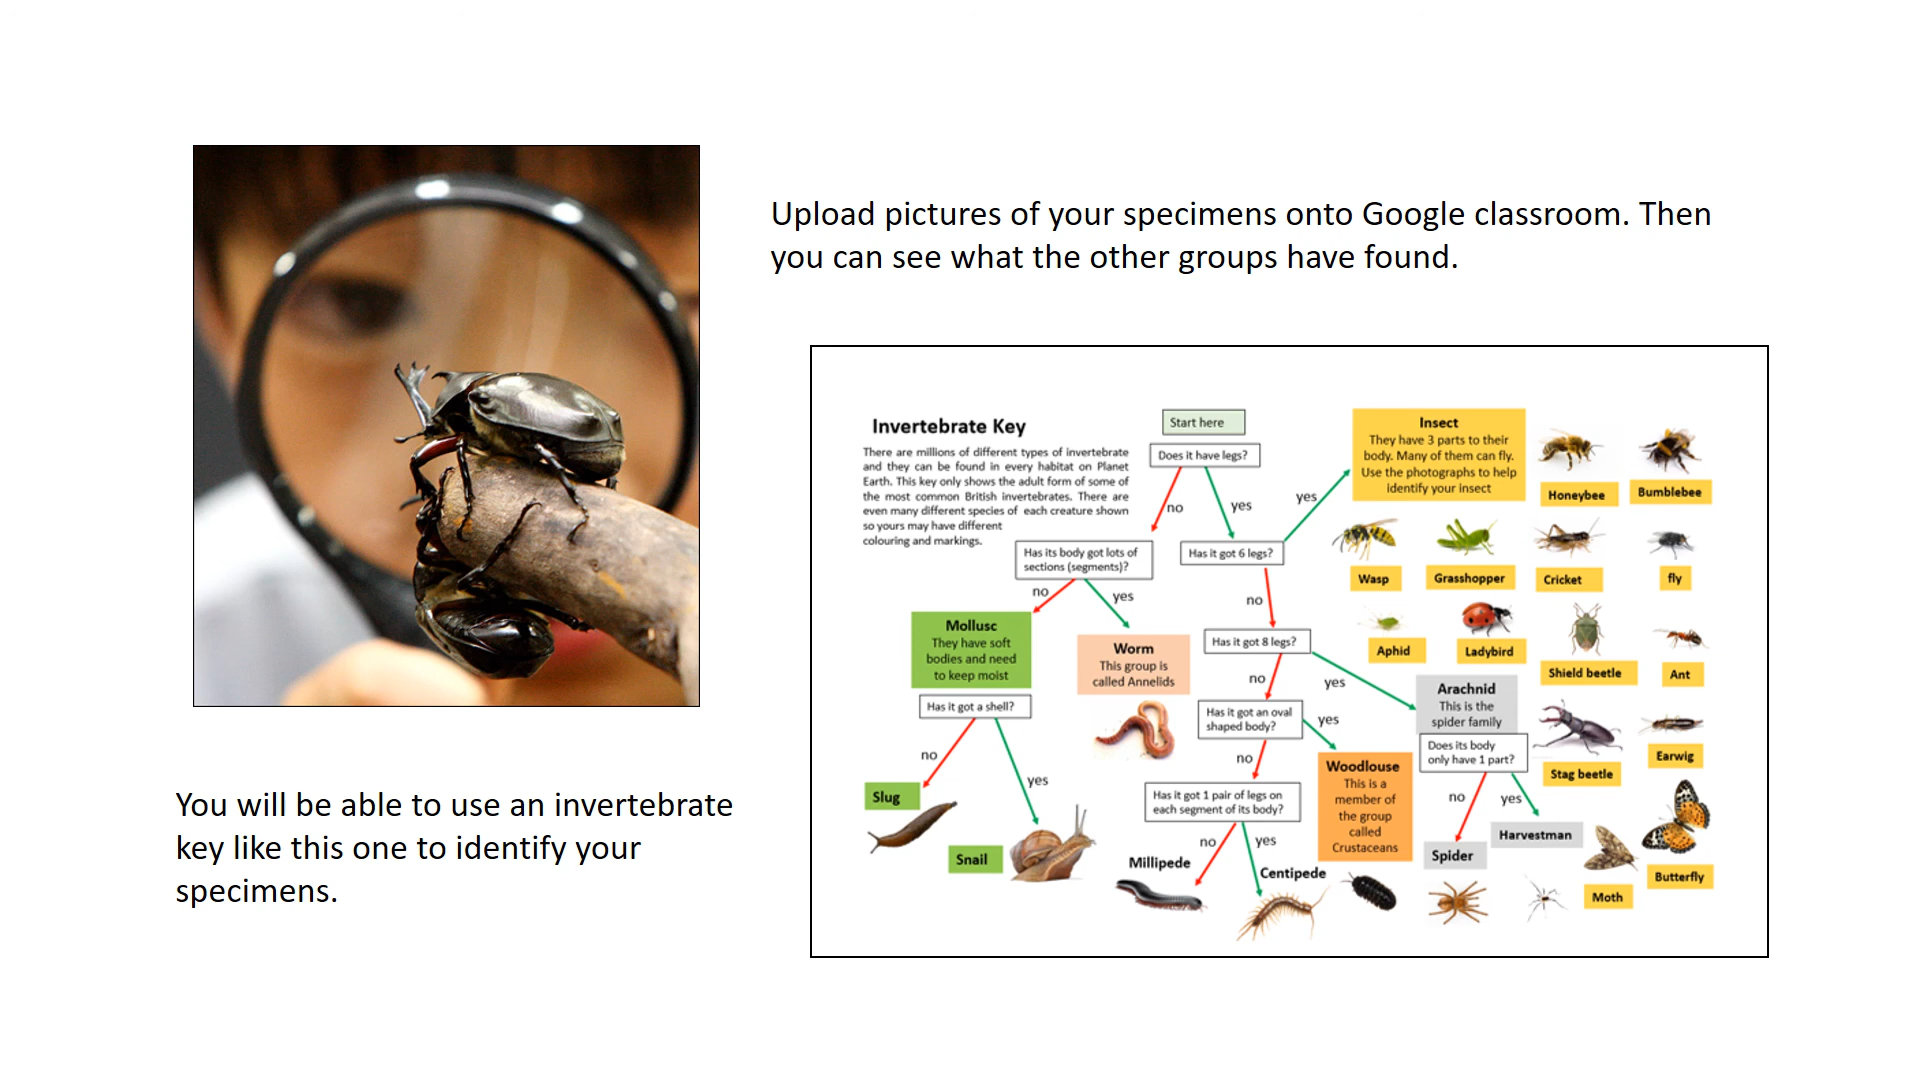 Upload pictures of your specimens onto Google classroom. Then
you can see what the other groups have found.
You will be able to use an invertebrate
key like this one to identify your
specimens.
Invertebrate Key
There are millions of different types of invertebrate
and they can be found in every habitat on Planet
Earth. This key only shows the adult form of some of
the most common British invertebrates. There are
even many different species of each creature shown
so yours may have different
colouring and markings.
Start here
Does it have legs?
no
yes
Has its body got lots of
sections (segments)?
no
yes
Mollusc
They have soft
bodies and need
to keep moist
Has it got a shell?
no
yes
Slug
Snail
Worm
This group is
called Annelids
Has it got 6 legs?
yes
no
Has it got 8 legs?
no
yes
Has it got an oval
shaped body?
yes
no
Has it got 1 pair of legs on
each segment of its body?
no
yes
Millipede
Centipede
Woodlouse
This is a
member of
the group
called
Crustaceans
Arachnid
This is the
spider family
Does its body
only have 1 part?
no
yes
Spider
Harvestman
Insect
They have 3 parts to their
body. Many of them can fly.
Use the photographs to help
identify your insect
Honeybee
Bumblebee
Wasp
Grasshopper
Cricket
fly
Aphid
Ladybird
Shield beetle
Ant
Stag beetle
Earwig
Moth
Butterfly